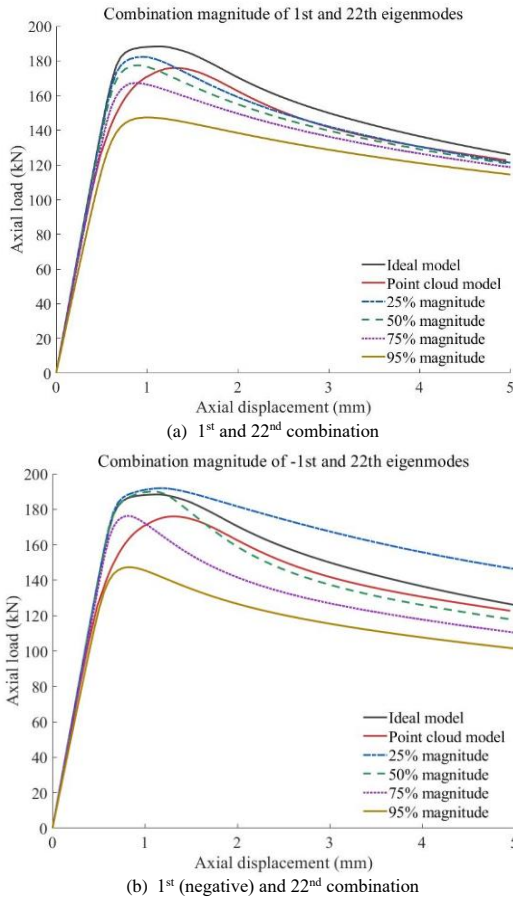 Combination magnitude of 1st and 22th eigenmodes
200
180
160
140
120
100
80
60
40
20
0
Axial load (kN)
Ideal model
Point cloud model
25% magnitude
50% magnitude
75% magnitude
95% magnitude
0 1 2 3 4 5
Axial displacement (mm)
(a) 1st and 22nd combination
Combination magnitude of -1st and 22th eigenmodes
200
180
160
140
120
100
80
60
40
20
0
Axial load (kN)
Ideal model
Point cloud model
25% magnitude
50% magnitude
75% magnitude
95% magnitude
0 1 2 3 4 5
Axial displacement (mm)
(b) 1st (negative) and 22nd combination